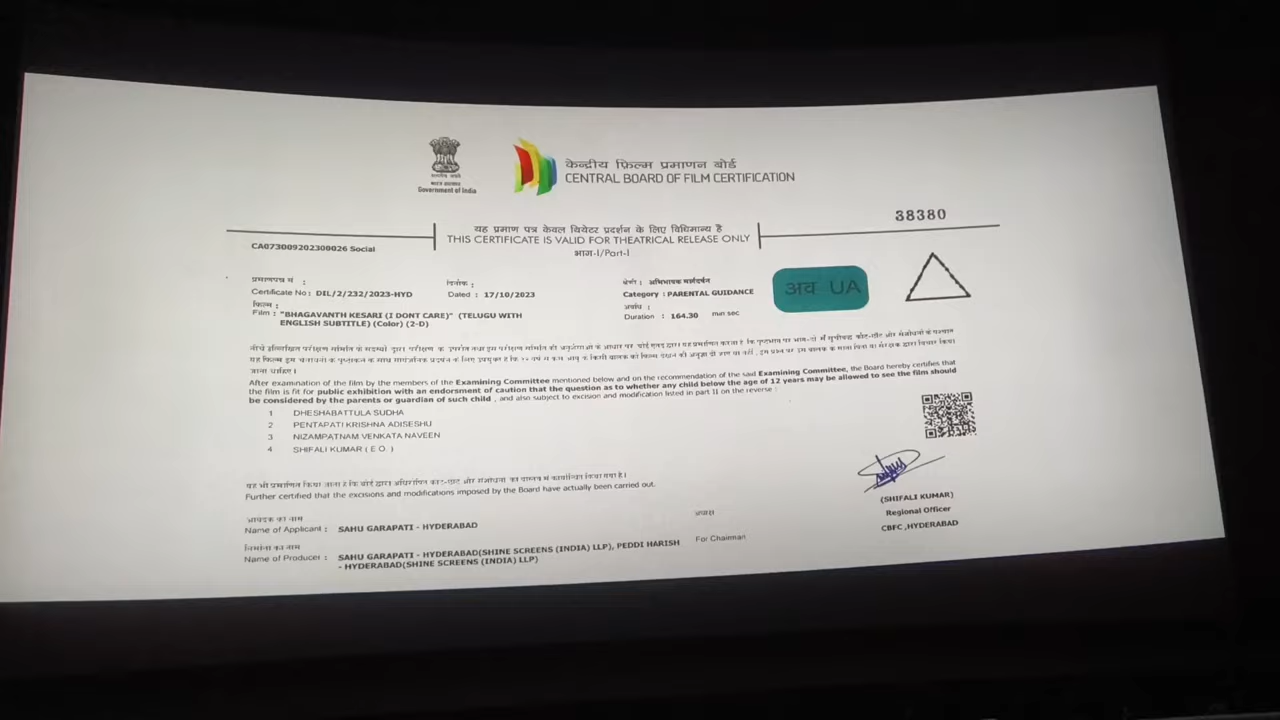 केन्द्रीय फ़िल्म प्रमाणन बोर्ड
CENTRAL BOARD OF FILM CERTIFICATION
Government of India
38380
यह प्रमाण पत्र केवल थियेटर प्रदर्शन के लिए विधिमान्य है
THIS CERTIFICATE IS VALID FOR THEATRICAL RELEASE ONLY
भाग-I/Part-I
CA073009202300026 Social
प्रमाणपत्र सं :
दिनांक :
श्रेणी : अभिभावक मार्गदर्शन
Certificate No : DIL/2/232/2023-HYD
Dated : 17/10/2023
Category : PARENTAL GUIDANCE
अव UA
फिल्म :
अवधि :
Film : "BHAGAVANTH KESARI (I DONT CARE)" (TELUGU WITH
ENGLISH SUBTITLE) (Color) (2-D)
Duration : 164.30 min sec
After examination of the film by the members of the Examining Committee mentioned below and on the recommendation of the said Examining Committee, the Board hereby certifies that
the film is fit for public exhibition with an endorsment of caution that the question as to whether any child below the age of 12 years may be allowed to see the film should
be considered by the parents or guardian of such child , and also subject to excision and modification listed in part II on the reverse :
1 DHESHABATTULA SUDHA
2 PENTAPATI KRISHNA ADISESHU
3 NIZAMPATNAM VENKATA NAVEEN
4 SHIFALI KUMAR ( E O )
Further certified that the excisions and modifications imposed by the Board have actually been carried out.
(SHIFALI KUMAR)
Regional Officer
CBFC ,HYDERABAD
आवेदक का नाम
Name of Applicant : SAHU GARAPATI - HYDERABAD
अध्यक्ष
For Chairman
निर्माता का नाम
Name of Producer : SAHU GARAPATI - HYDERABAD(SHINE SCREENS (INDIA) LLP), PEDDI HARISH
- HYDERABAD(SHINE SCREENS (INDIA) LLP)